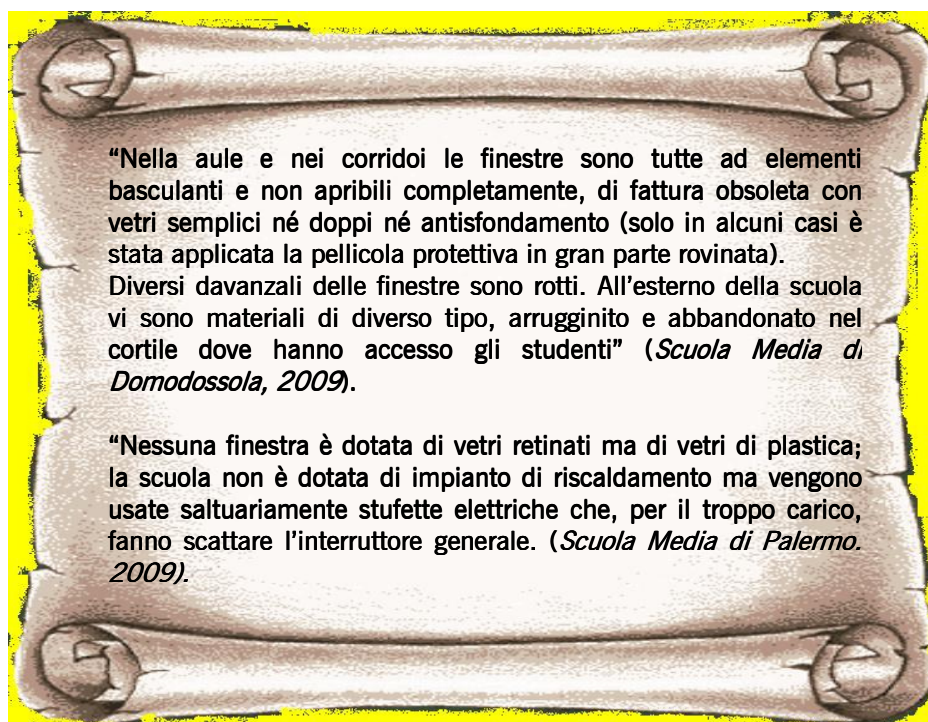 “Nella aule e nei corridoi le finestre sono tutte ad elementi
basculanti e non apribili completamente, di fattura obsoleta con
vetri semplici né doppi né antisfondamento (solo in alcuni casi è
stata applicata la pellicola protettiva in gran parte rovinata).
Diversi davanzali delle finestre sono rotti. All’esterno della scuola
vi sono materiali di diverso tipo, arrugginito e abbandonato nel
cortile dove hanno accesso gli studenti” (Scuola Media di
Domodossola, 2009).
“Nessuna finestra è dotata di vetri retinati ma di vetri di plastica;
la scuola non è dotata di impianto di riscaldamento ma vengono
usate saltuariamente stufette elettriche che, per il troppo carico,
fanno scattare l’interruttore generale. (Scuola Media di Palermo.
2009).